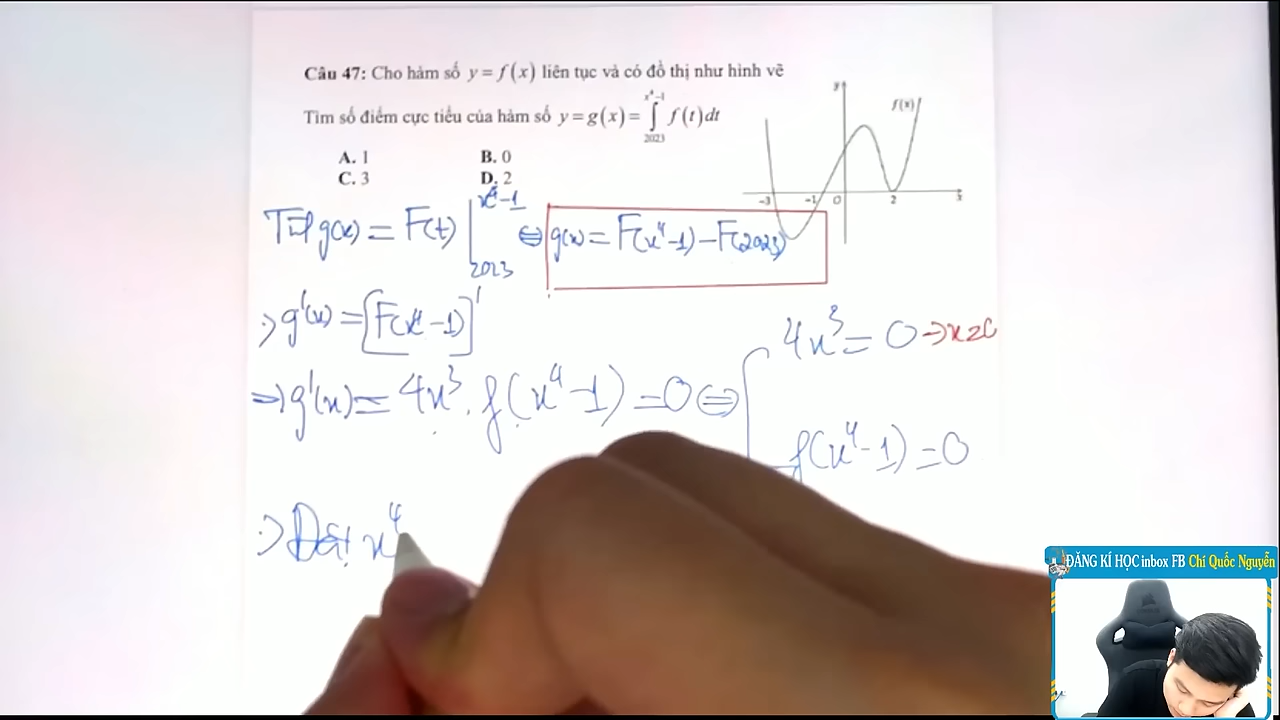 Câu 47: Cho hàm số y = f(x) liên tục và có đồ thị như hình vẽ
Tìm số điểm cực tiểu của hàm số y = g(x) = ∫_{2023}^{x⁴-1} f(t)dt
A. 1 B. 0
C. 3 D. 2
y f(x)
-3 -1 O 2 x
g(x) = F(t) |_{2023}^{x⁴-1} ⇔ g(x) = F(x⁴-1) - F(2023)
⇒ g'(x) = [F(x⁴-1)]'
⇒ g'(x) = 4x³. f(x⁴-1) = 0 ⇔
4x³ = 0 → x = 0
f(x⁴-1) = 0
⇒ Đặt x⁴
ĐĂNG KÍ HỌC inbox FB Chí Quốc Nguyễn